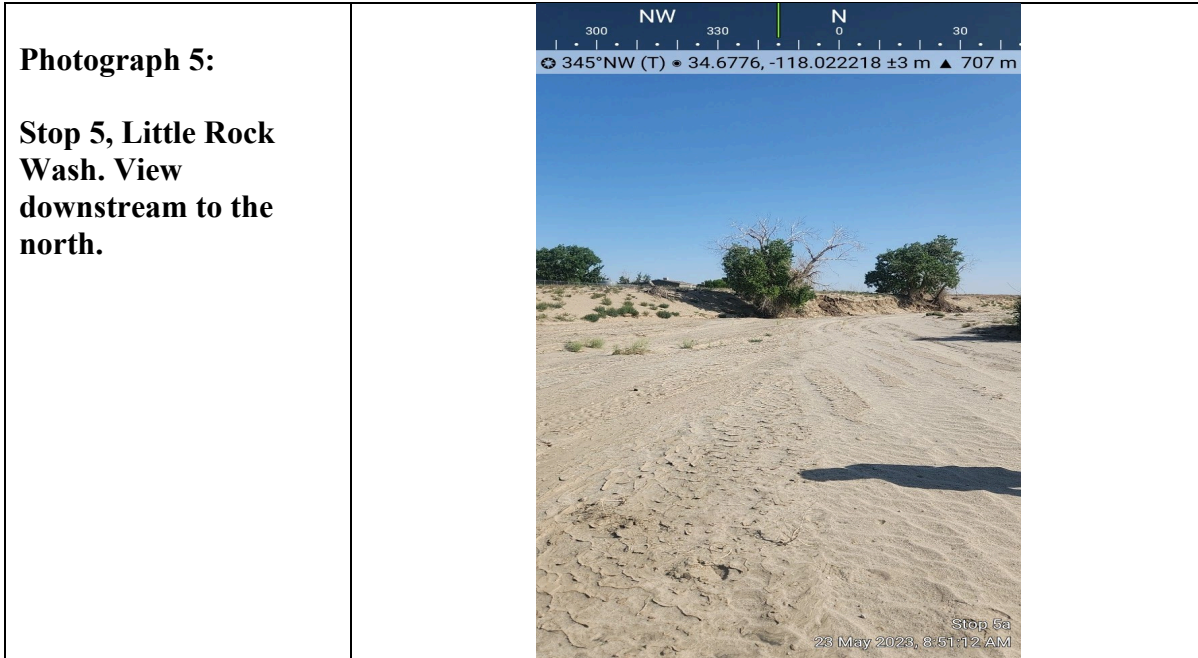 Photograph 5:
Stop 5, Little Rock
Wash. View
downstream to the
north.
NW N
300 330 0 30
345°NW (T) 34.6776, -118.022218 ±3 m ▲ 707 m
Stop 5a
23 May 2023, 8:51:12 AM